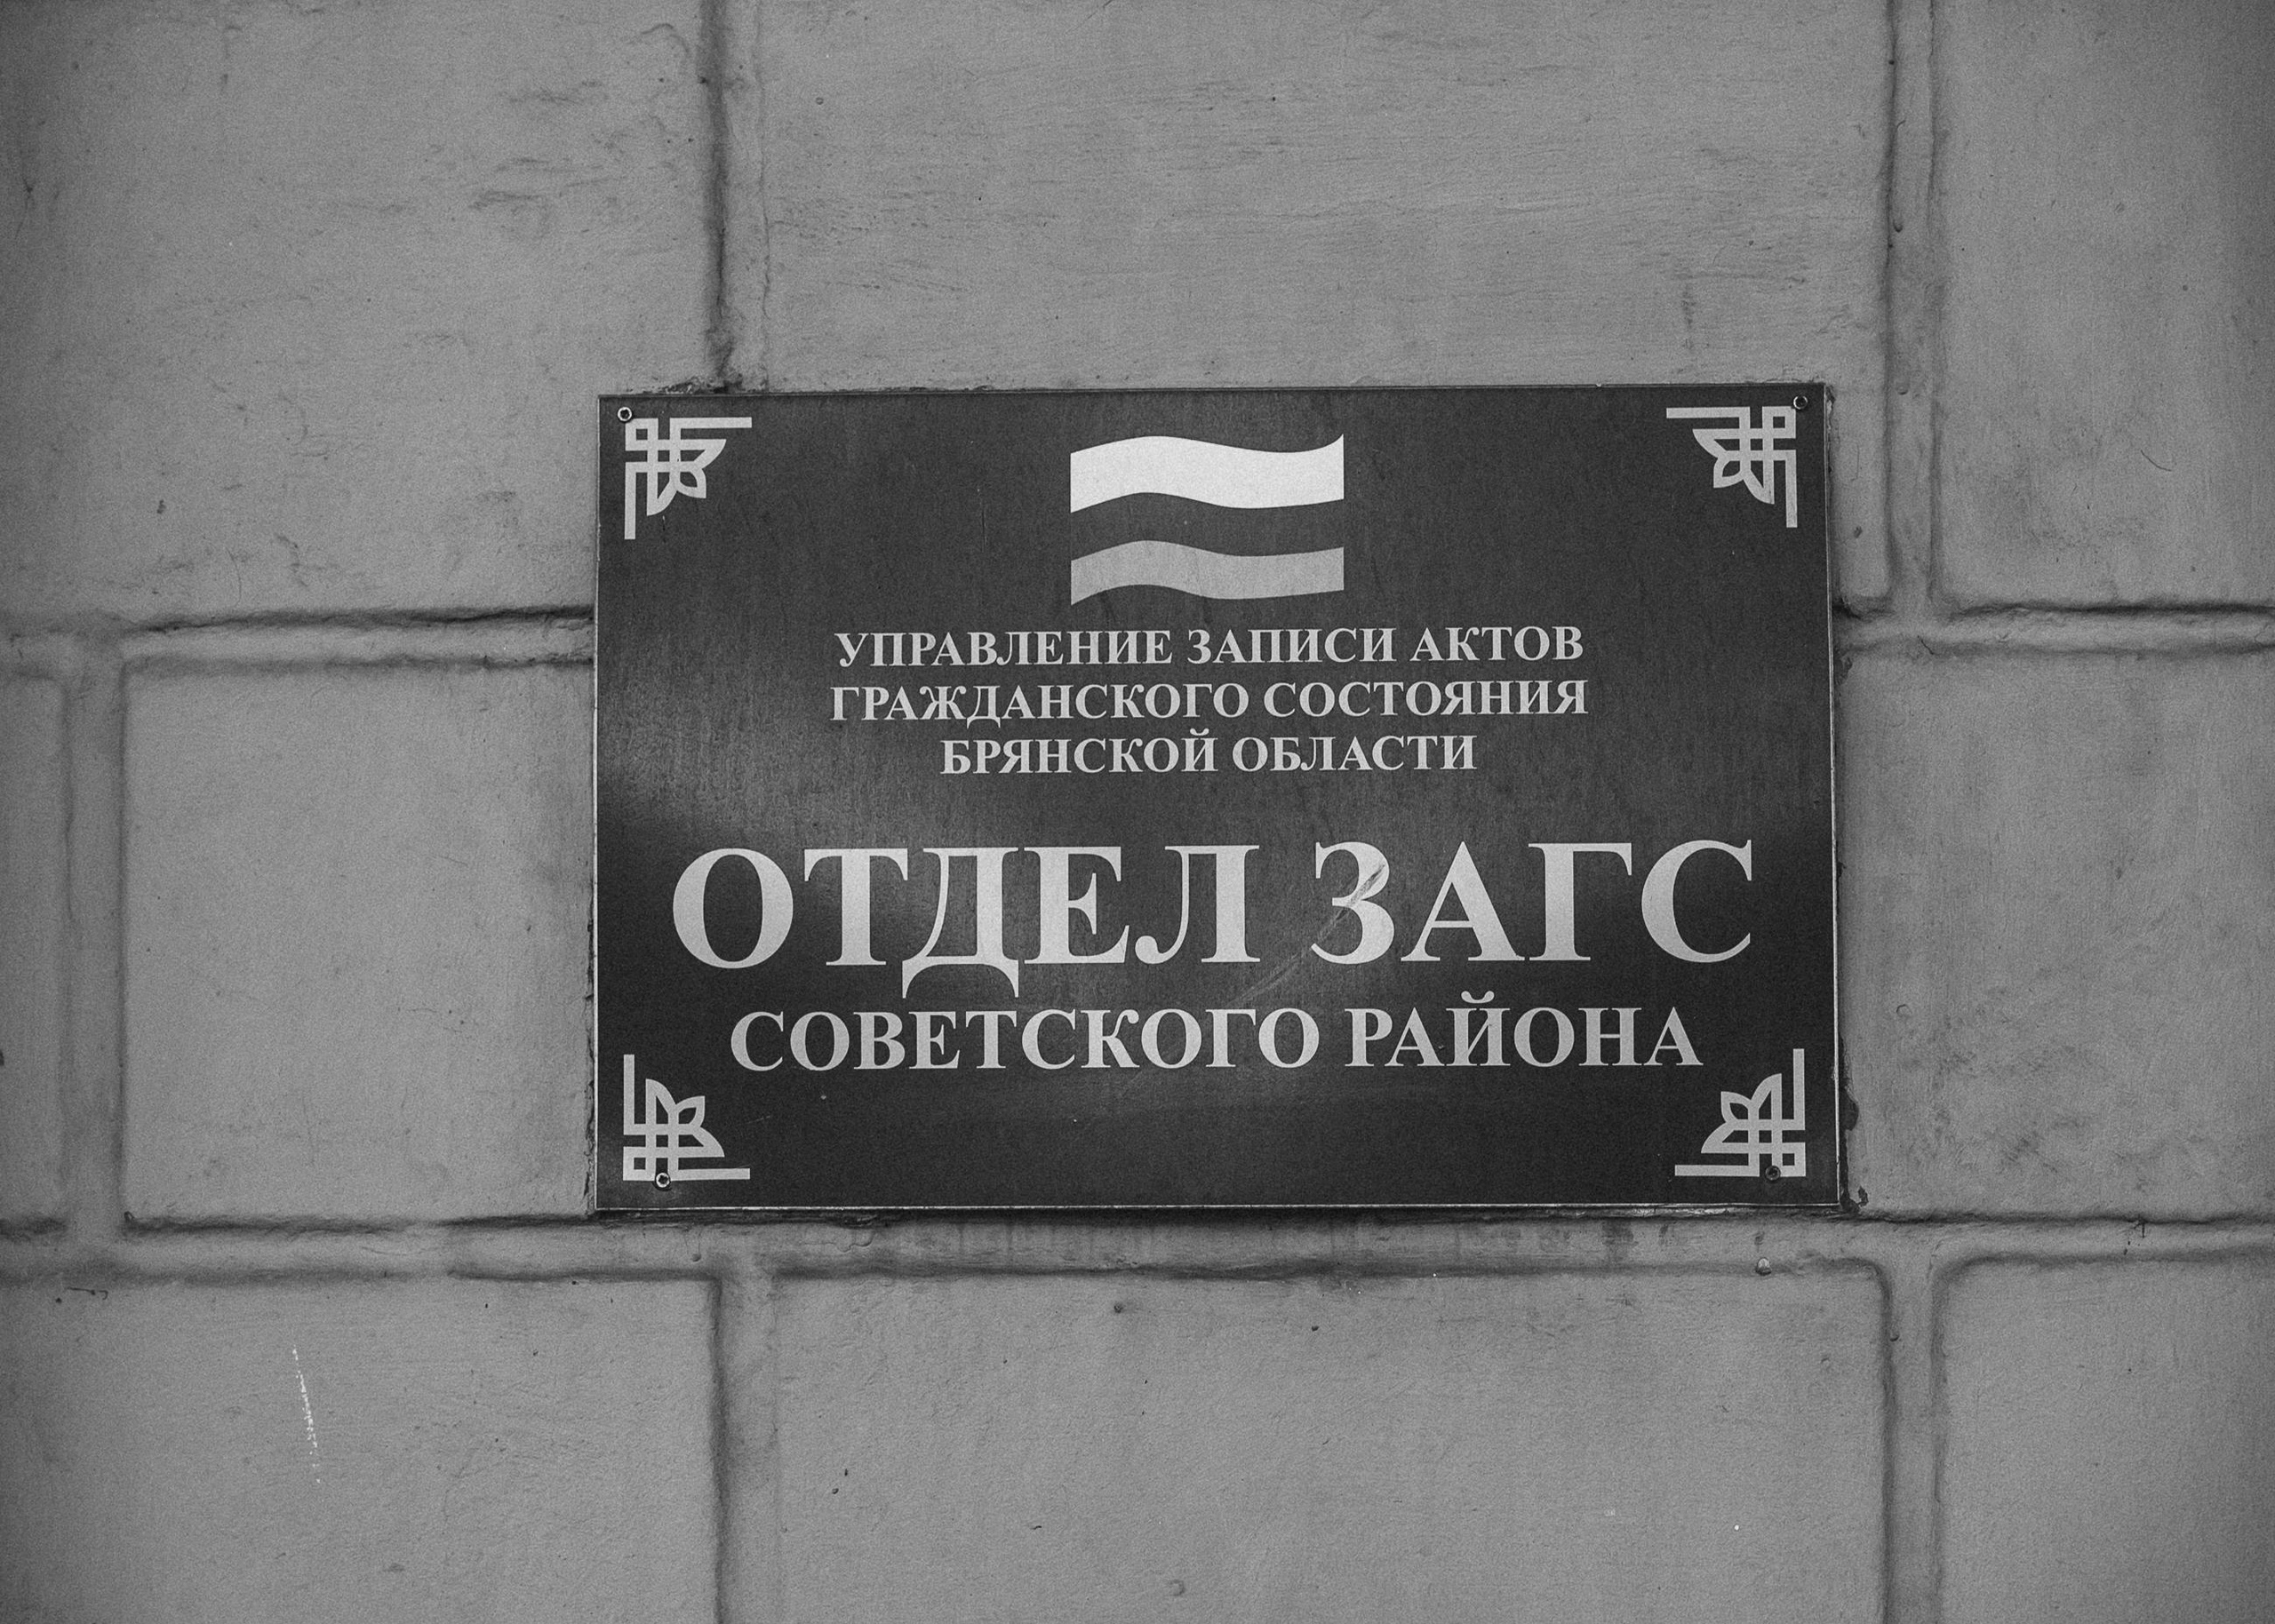 УПРАВЛЕНИЕ ЗАПИСИ АКТОВ
ГРАЖДАНСКОГО СОСТОЯНИЯ
БРЯНСКОЙ ОБЛАСТИ
ОТДЕЛ ЗАГС
СОВЕТСКОГО РАЙОНА